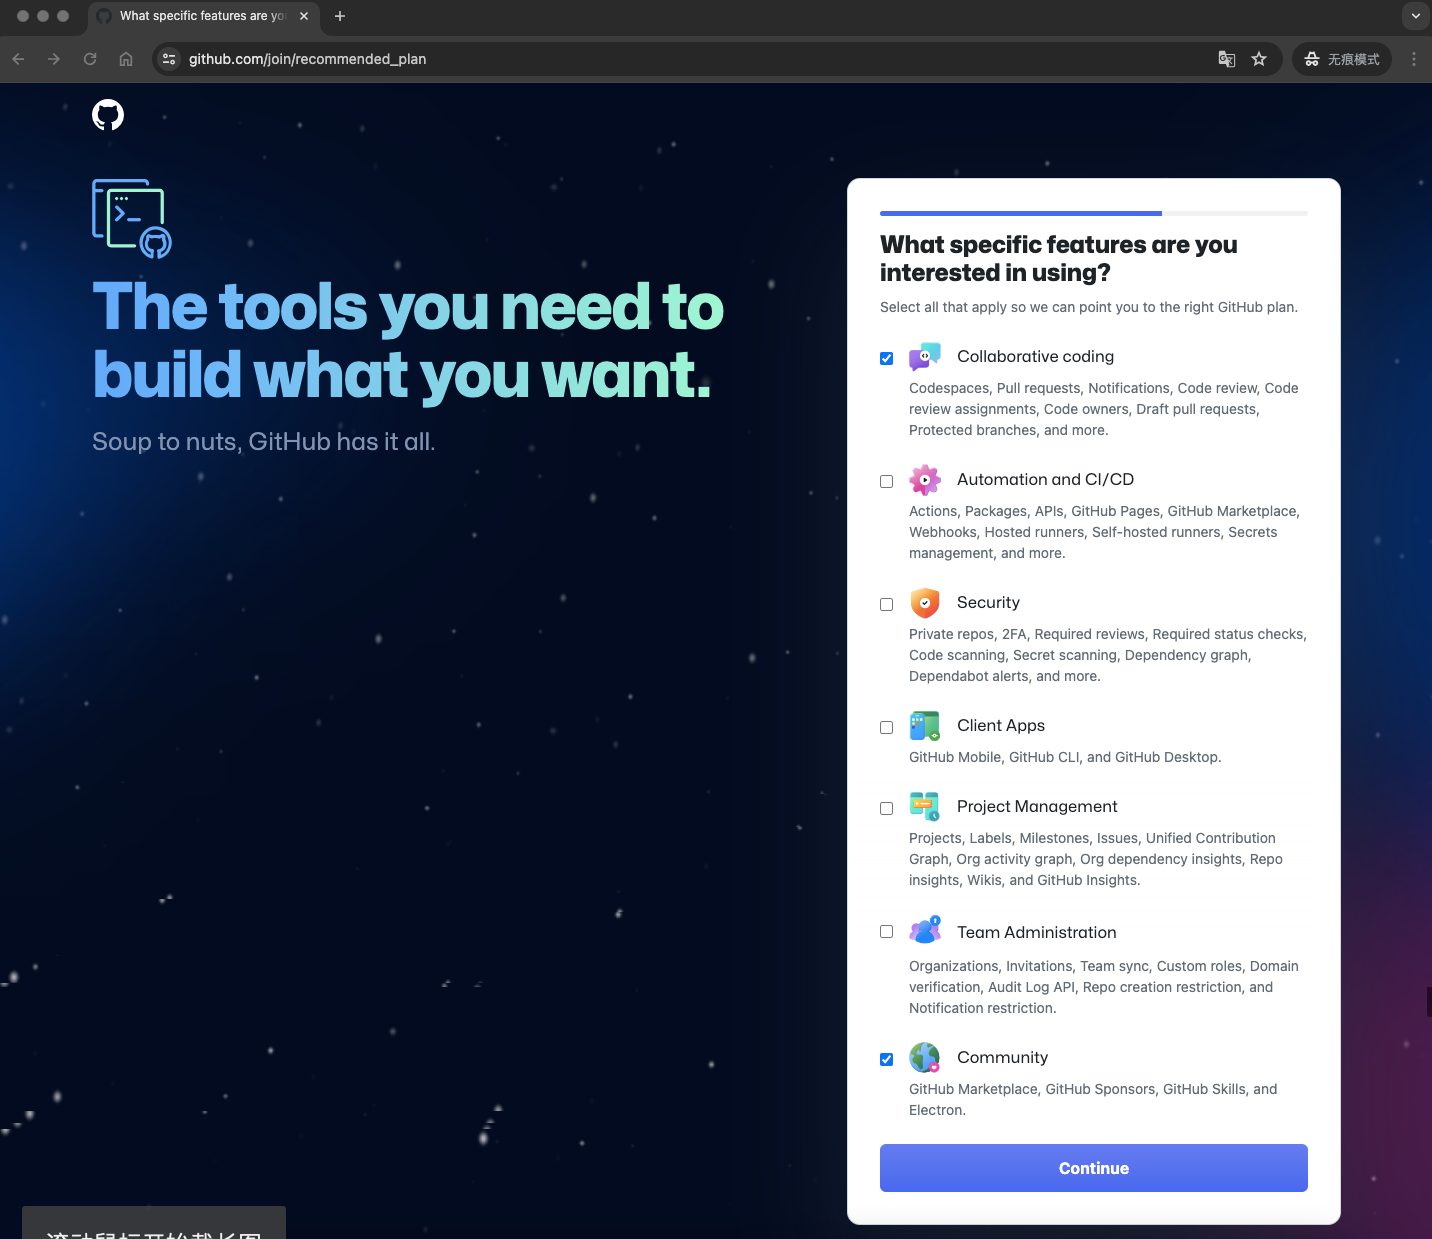 What specific features are you
github.com/join/recommended_plan
无痕模式
The tools you need to
build what you want.
Soup to nuts, GitHub has it all.
What specific features are you
interested in using?
Select all that apply so we can point you to the right GitHub plan.
Collaborative coding
Codespaces, Pull requests, Notifications, Code review, Code
review assignments, Code owners, Draft pull requests,
Protected branches, and more.
Automation and CI/CD
Actions, Packages, APIs, GitHub Pages, GitHub Marketplace,
Webhooks, Hosted runners, Self-hosted runners, Secrets
management, and more.
Security
Private repos, 2FA, Required reviews, Required status checks,
Code scanning, Secret scanning, Dependency graph,
Dependabot alerts, and more.
Client Apps
GitHub Mobile, GitHub CLI, and GitHub Desktop.
Project Management
Projects, Labels, Milestones, Issues, Unified Contribution
Graph, Org activity graph, Org dependency insights, Repo
insights, Wikis, and GitHub Insights.
Team Administration
Organizations, Invitations, Team sync, Custom roles, Domain
verification, Audit Log API, Repo creation restriction, and
Notification restriction.
Community
GitHub Marketplace, GitHub Sponsors, GitHub Skills, and
Electron.
Continue